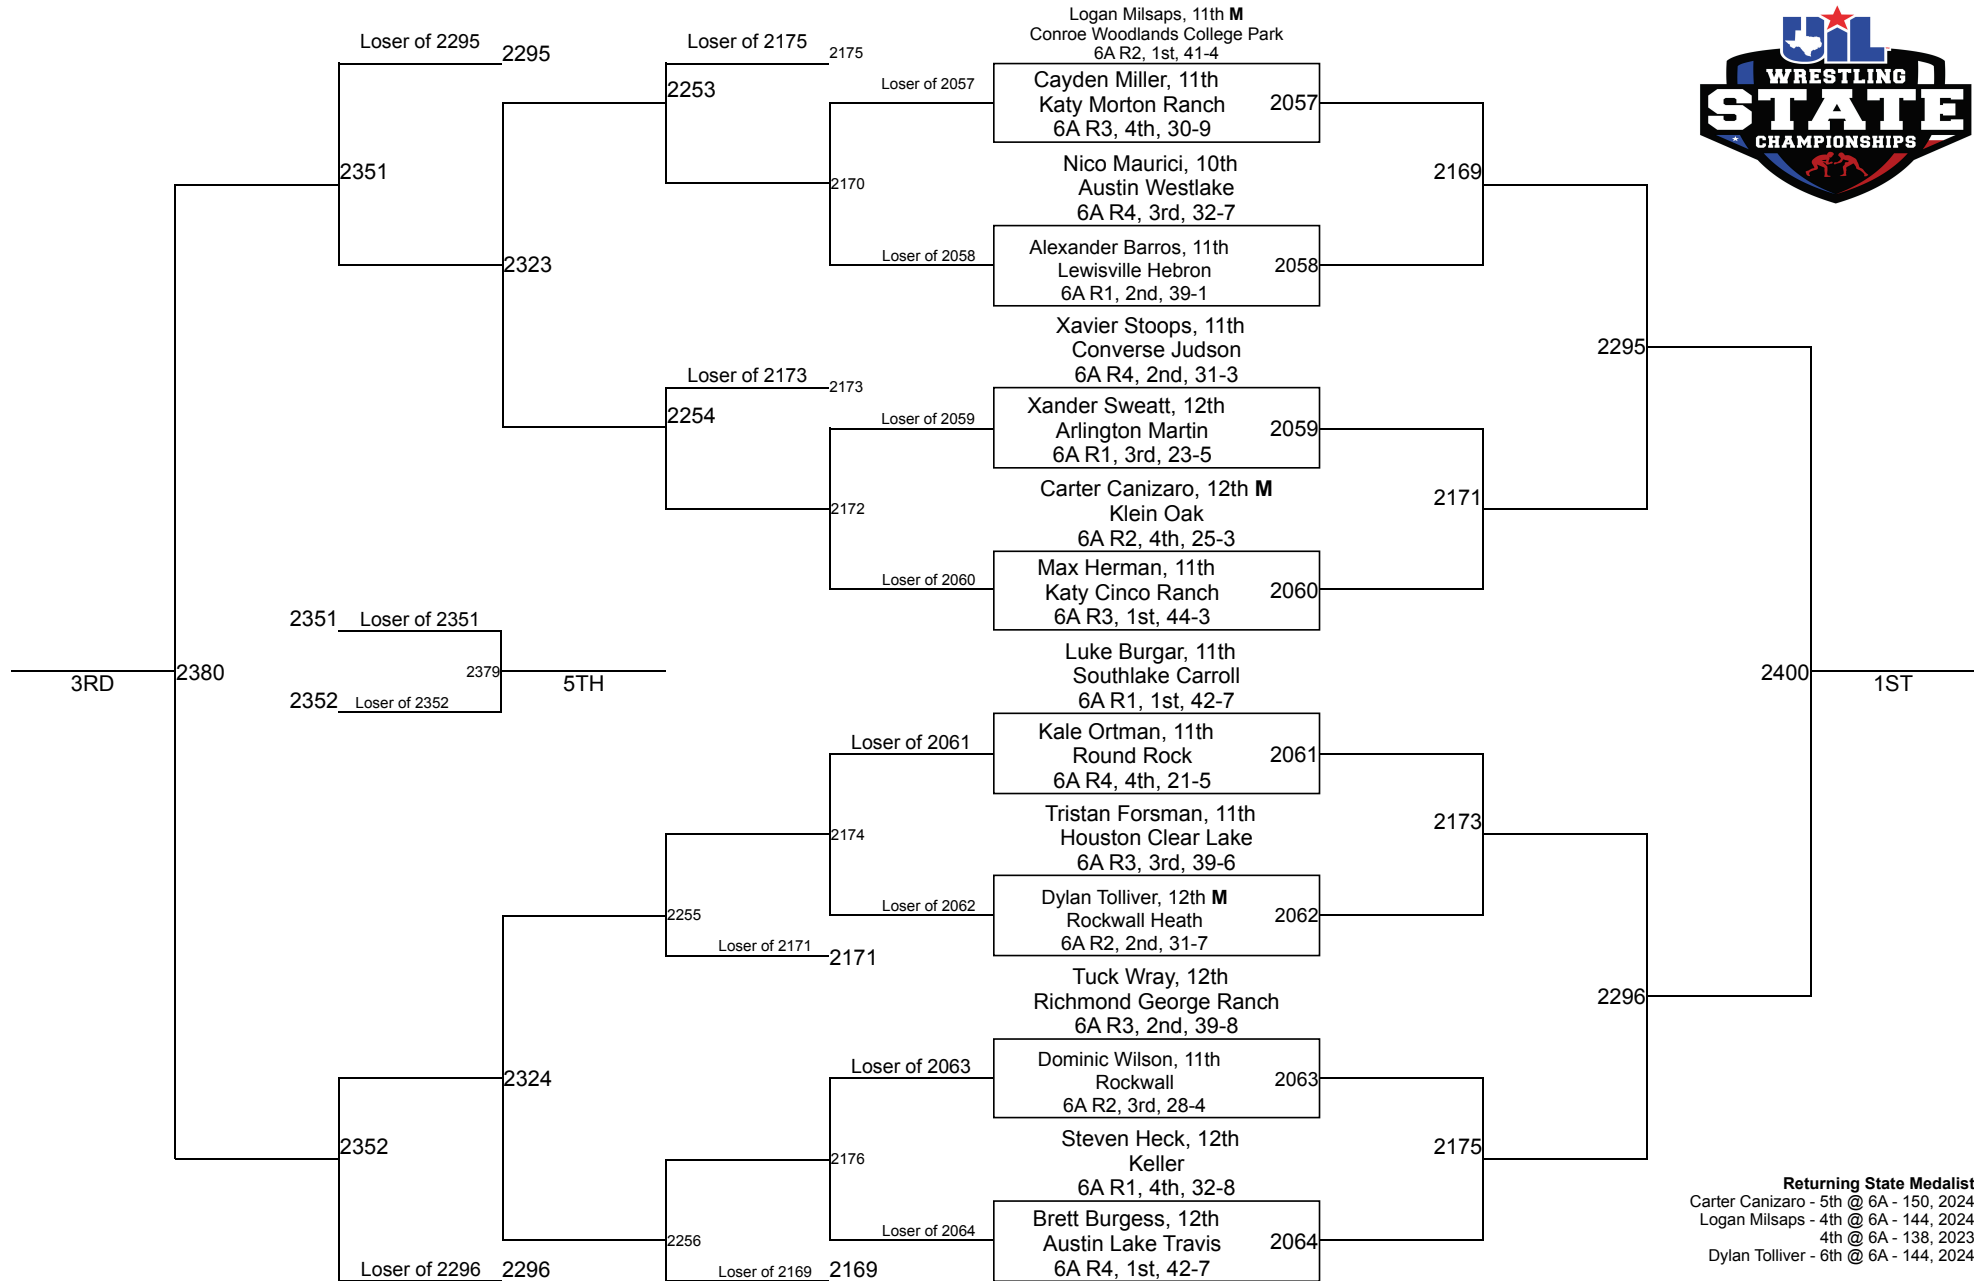 Loser of 2295
2295
2351
2323
Loser of 2175
2175
2253
2170
Loser of 2173
2173
2254
2172
Loser of 2057
Loser of 2058
Loser of 2059
Loser of 2060
Logan Milsaps, 11th M
Conroe Woodlands College Park
6A R2, 1st, 41-4
Cayden Miller, 11th
Katy Morton Ranch
6A R3, 4th, 30-9
2057
Nico Maurici, 10th
Austin Westlake
6A R4, 3rd, 32-7
Alexander Barros, 11th
Lewisville Hebron
6A R1, 2nd, 39-1
2058
Xavier Stoops, 11th
Converse Judson
6A R4, 2nd, 31-3
Xander Sweatt, 12th
Arlington Martin
6A R1, 3rd, 23-5
2059
Carter Canizaro, 12th M
Klein Oak
6A R2, 4th, 25-3
Max Herman, 11th
Katy Cinco Ranch
6A R3, 1st, 44-3
2060
2169
2171
2295
UIL
WRESTLING
STATE
CHAMPIONSHIPS
3RD
2380
2351
Loser of 2351
2379
5TH
2352
Loser of 2352
Luke Burgar, 11th
Southlake Carroll
6A R1, 1st, 42-7
Kale Ortman, 11th
Round Rock
6A R4, 4th, 21-5
2061
Tristan Forsman, 11th
Houston Clear Lake
6A R3, 3rd, 39-6
Dylan Tolliver, 12th M
Rockwall Heath
6A R2, 2nd, 31-7
2062
Tuck Wray, 12th
Richmond George Ranch
6A R3, 2nd, 39-8
Dominic Wilson, 11th
Rockwall
6A R2, 3rd, 28-4
2063
Steven Heck, 12th
Keller
6A R1, 4th, 32-8
Brett Burgess, 12th
Austin Lake Travis
6A R4, 1st, 42-7
2064
Loser of 2061
2174
Loser of 2062
2255
Loser of 2171
2171
2324
2352
Loser of 2063
2176
Loser of 2064
2256
Loser of 2169
2169
Loser of 2296
2296
2173
2175
2296
2400
1ST
Returning State Medalist
Carter Canizaro - 5th @ 6A - 150, 2024
Logan Milsaps - 4th @ 6A - 144, 2024
4th @ 6A - 138, 2023
Dylan Tolliver - 6th @ 6A - 144, 2024